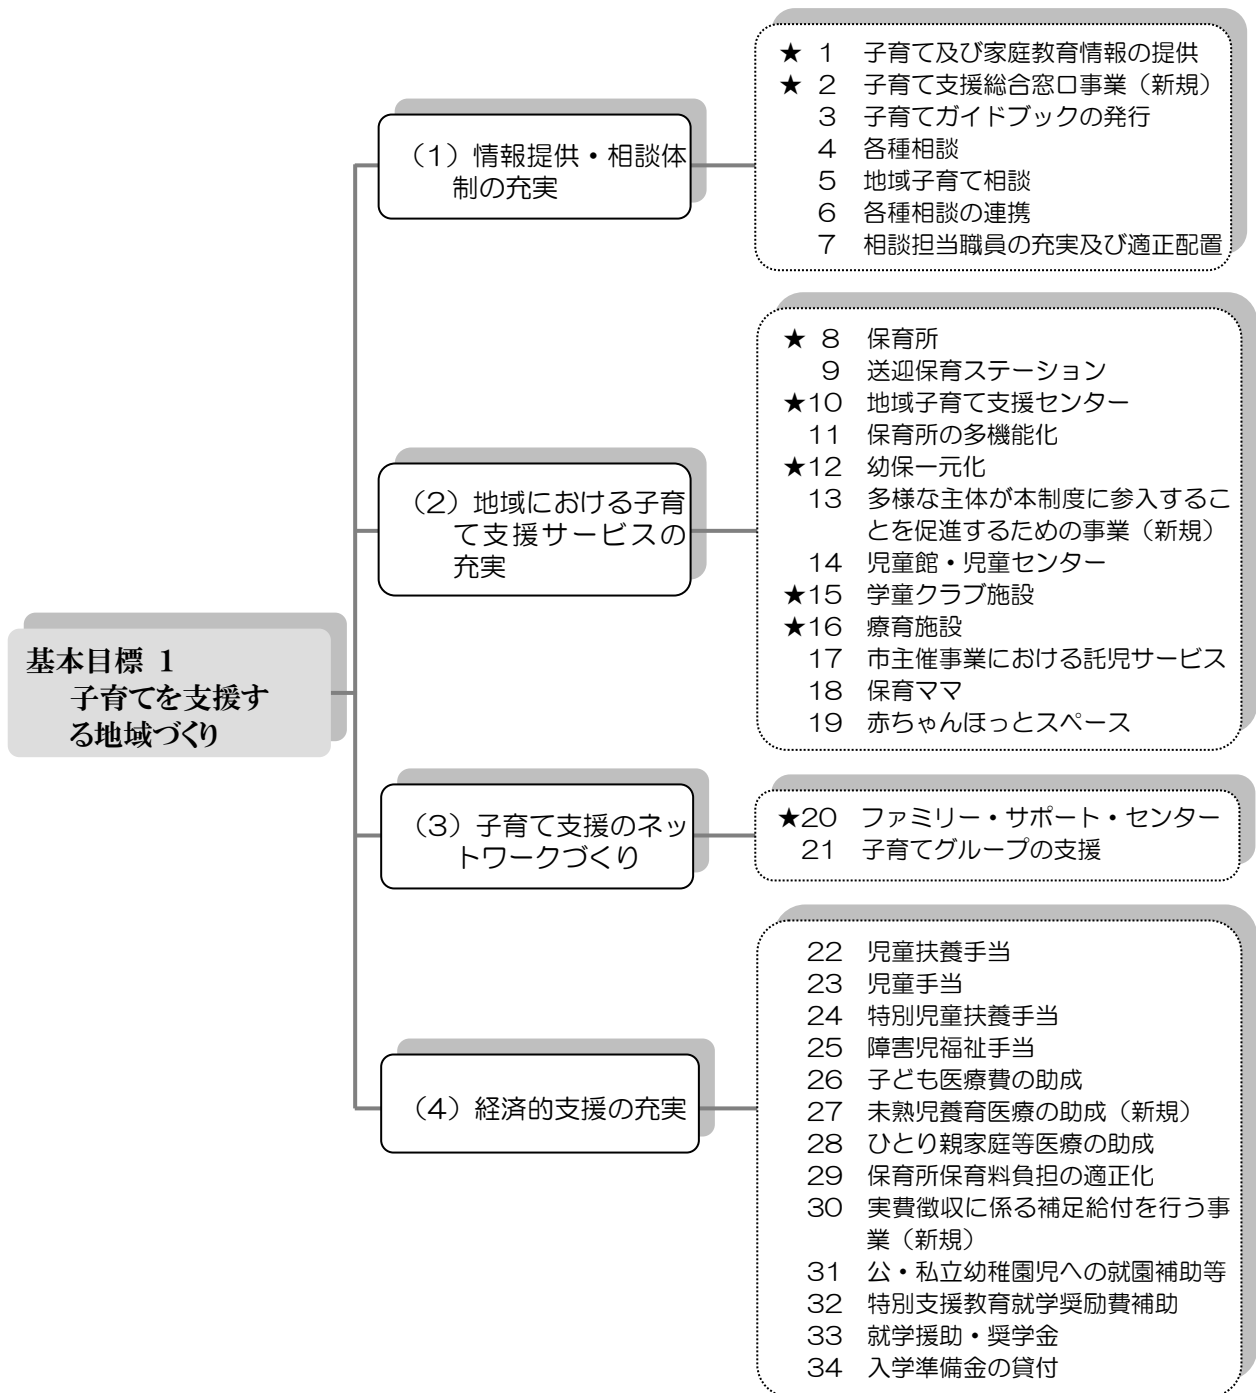 基本目標 1
子育てを支援す
る地域づくり
(1)情報提供・相談体
制の充実
★ 1 子育て及び家庭教育情報の提供
★ 2 子育て支援総合窓口事業(新規)
3 子育てガイドブックの発行
4 各種相談
5 地域子育て相談
6 各種相談の連携
7 相談担当職員の充実及び適正配置
(2)地域における子育
て支援サービスの
充実
★ 8 保育所
9 送迎保育ステーション
★10 地域子育て支援センター
11 保育所の多機能化
★12 幼保一元化
13 多様な主体が本制度に参入するこ
とを促進するための事業(新規)
14 児童館・児童センター
★15 学童クラブ施設
★16 療育施設
17 市主催事業における託児サービス
18 保育ママ
19 赤ちゃんほっとスペース
(3)子育て支援のネッ
トワークづくり
★20 ファミリー・サポート・センター
21 子育てグループの支援
(4)経済的支援の充実
22 児童扶養手当
23 児童手当
24 特別児童扶養手当
25 障害児福祉手当
26 子ども医療費の助成
27 未熟児養育医療の助成(新規)
28 ひとり親家庭等医療の助成
29 保育所保育料負担の適正化
30 実費徴収に係る補足給付を行う事
業(新規)
31 公・私立幼稚園児への就園補助等
32 特別支援教育就学奨励費補助
33 就学援助・奨学金
34 入学準備金の貸付